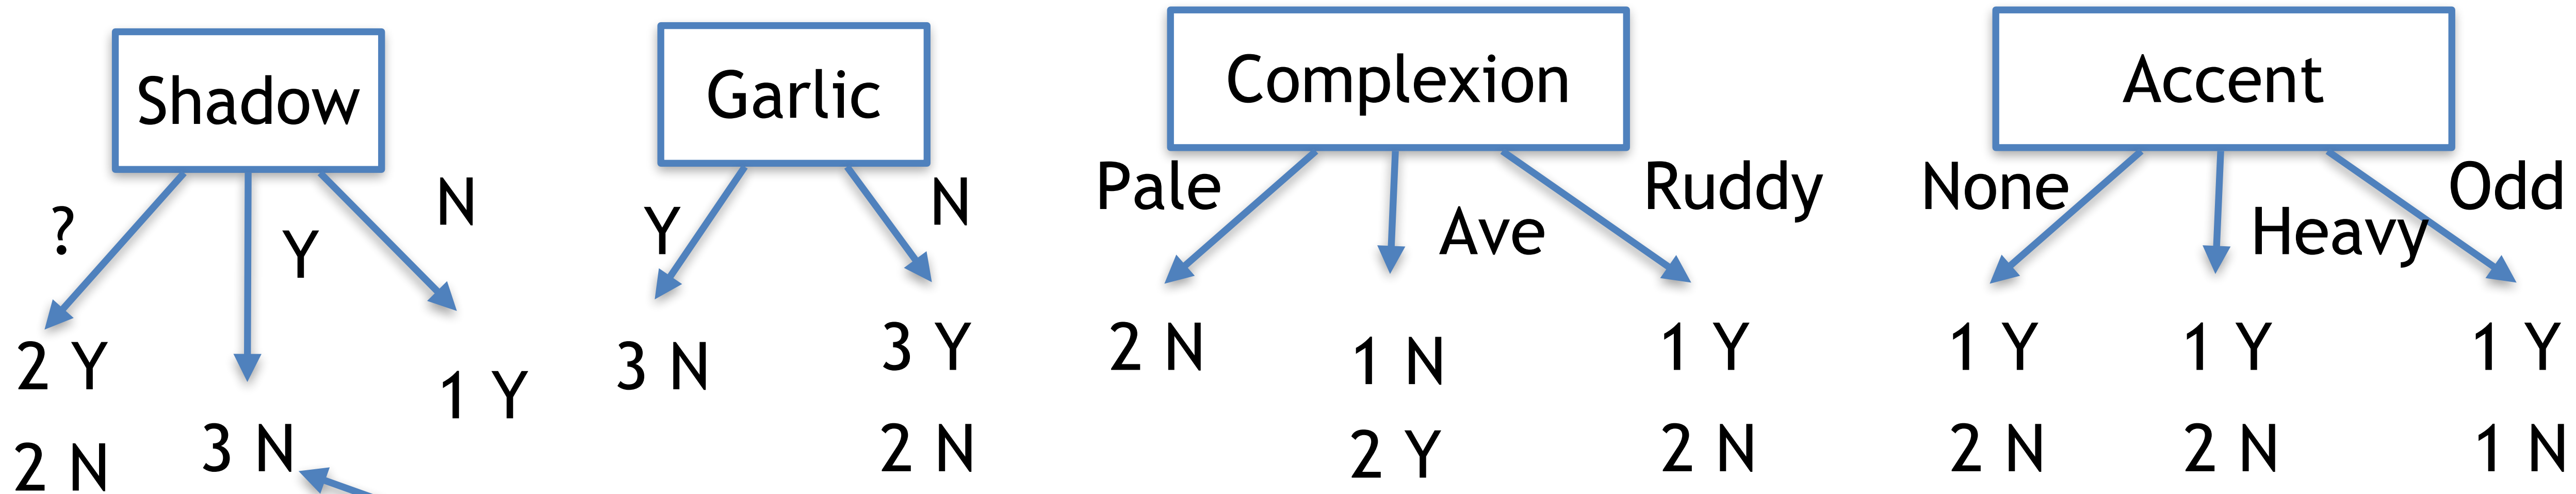 Shadow
?
Y
N
2 Y
2 N
3 N
1 Y
Garlic
Y
N
3 N
3 Y
2 N
Complexion
Pale
Ave
Ruddy
2 N
1 N
2 Y
1 Y
2 N
Accent
None
Heavy
Odd
1 Y
2 N
1 Y
2 N
1 Y
1 N